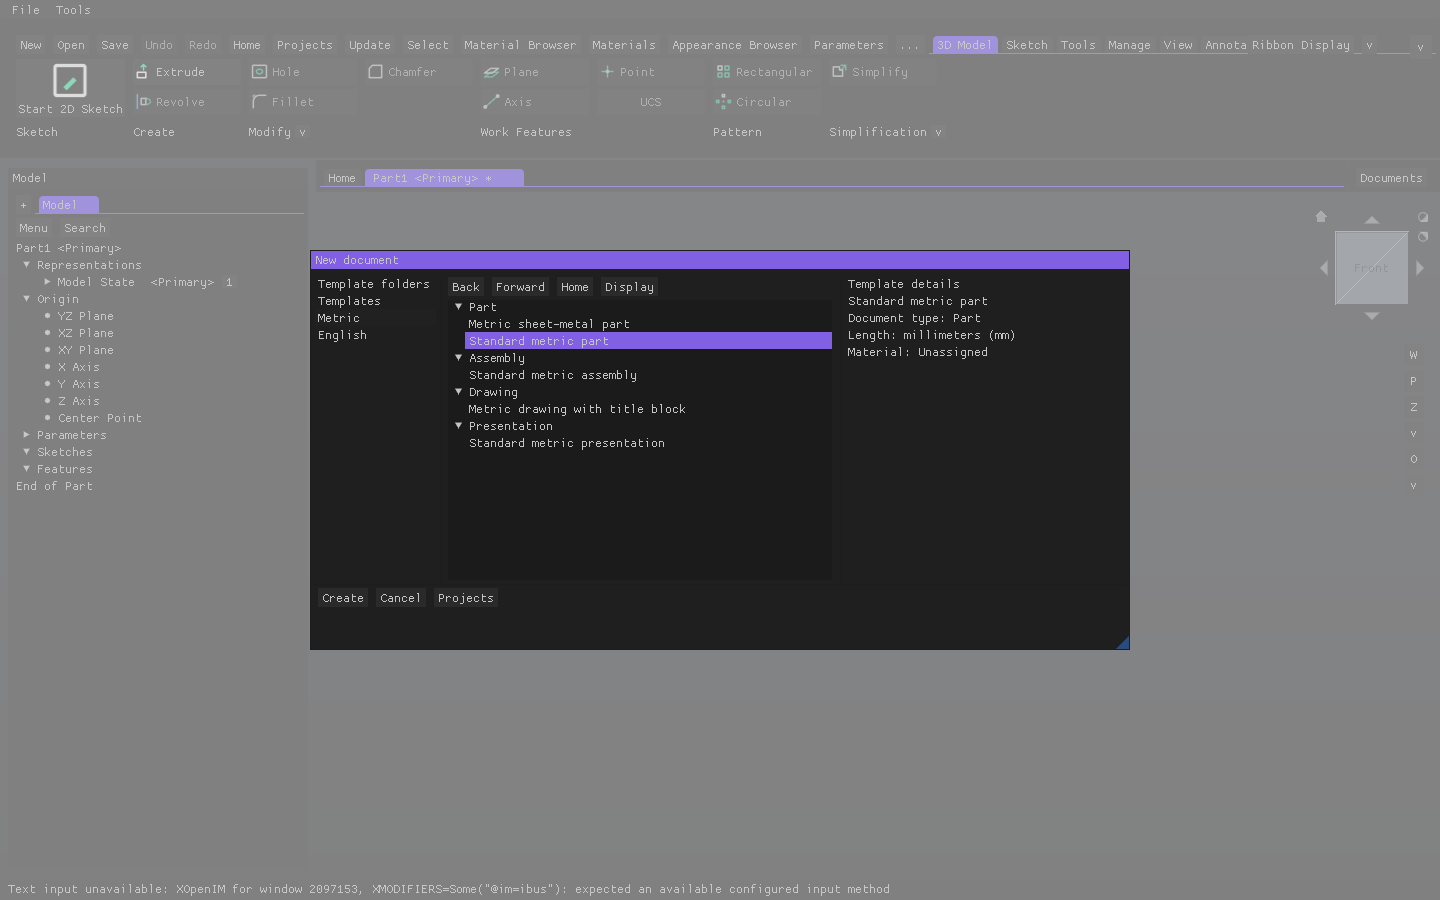 File Tools
New Open Save Undo Redo Home Projects Update Select Material Browser Materials Appearance Browser Parameters ... 3D Model Sketch Tools Manage View Annota Ribbon Display v v
Extrude Hole Chamfer Plane Point Rectangular Simplify
Start 2D Sketch Revolve Fillet Axis UCS Circular
Sketch Create Modify v Work Features Pattern Simplification v
Model Home Part1 <Primary> * Documents
+ Model
Menu Search
Part1 <Primary>
Representations
Model State <Primary> 1
Origin
YZ Plane
XZ Plane
XY Plane
X Axis
Y Axis
Z Axis
Center Point
Parameters
Sketches
Features
End of Part
New document
Template folders
Templates
Metric
English
Back Forward Home Display
Part
Metric sheet-metal part
Standard metric part
Assembly
Standard metric assembly
Drawing
Metric drawing with title block
Presentation
Standard metric presentation
Template details
Standard metric part
Document type: Part
Length: millimeters (mm)
Material: Unassigned
Create Cancel Projects
Front
W
P
Z
v
O
v
Text input unavailable: XOpenIM for window 2097153, XMODIFIERS=Some("@im=ibus"): expected an available configured input method